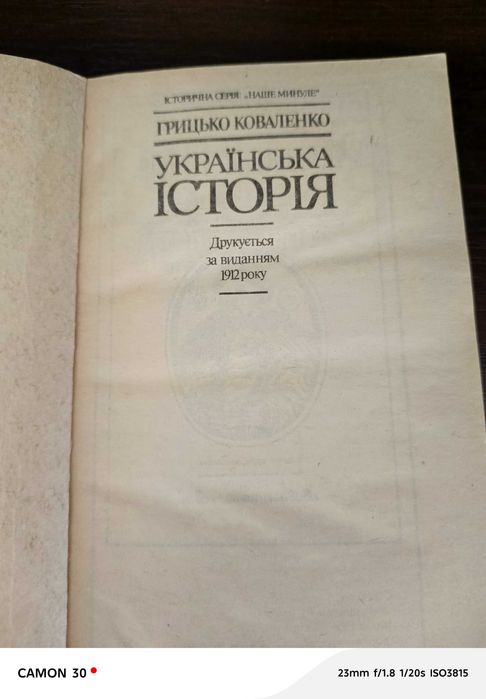 ІСТОРИЧНА СЕРІЯ: „НАШЕ МИНУЛЕ“
ГРИЦЬКО КОВАЛЕНКО
УКРАЇНСЬКА
ІСТОРІЯ
Друкується
за виданням
1912 року
CAMON 30
23mm f/1.8 1/20s ISO3815